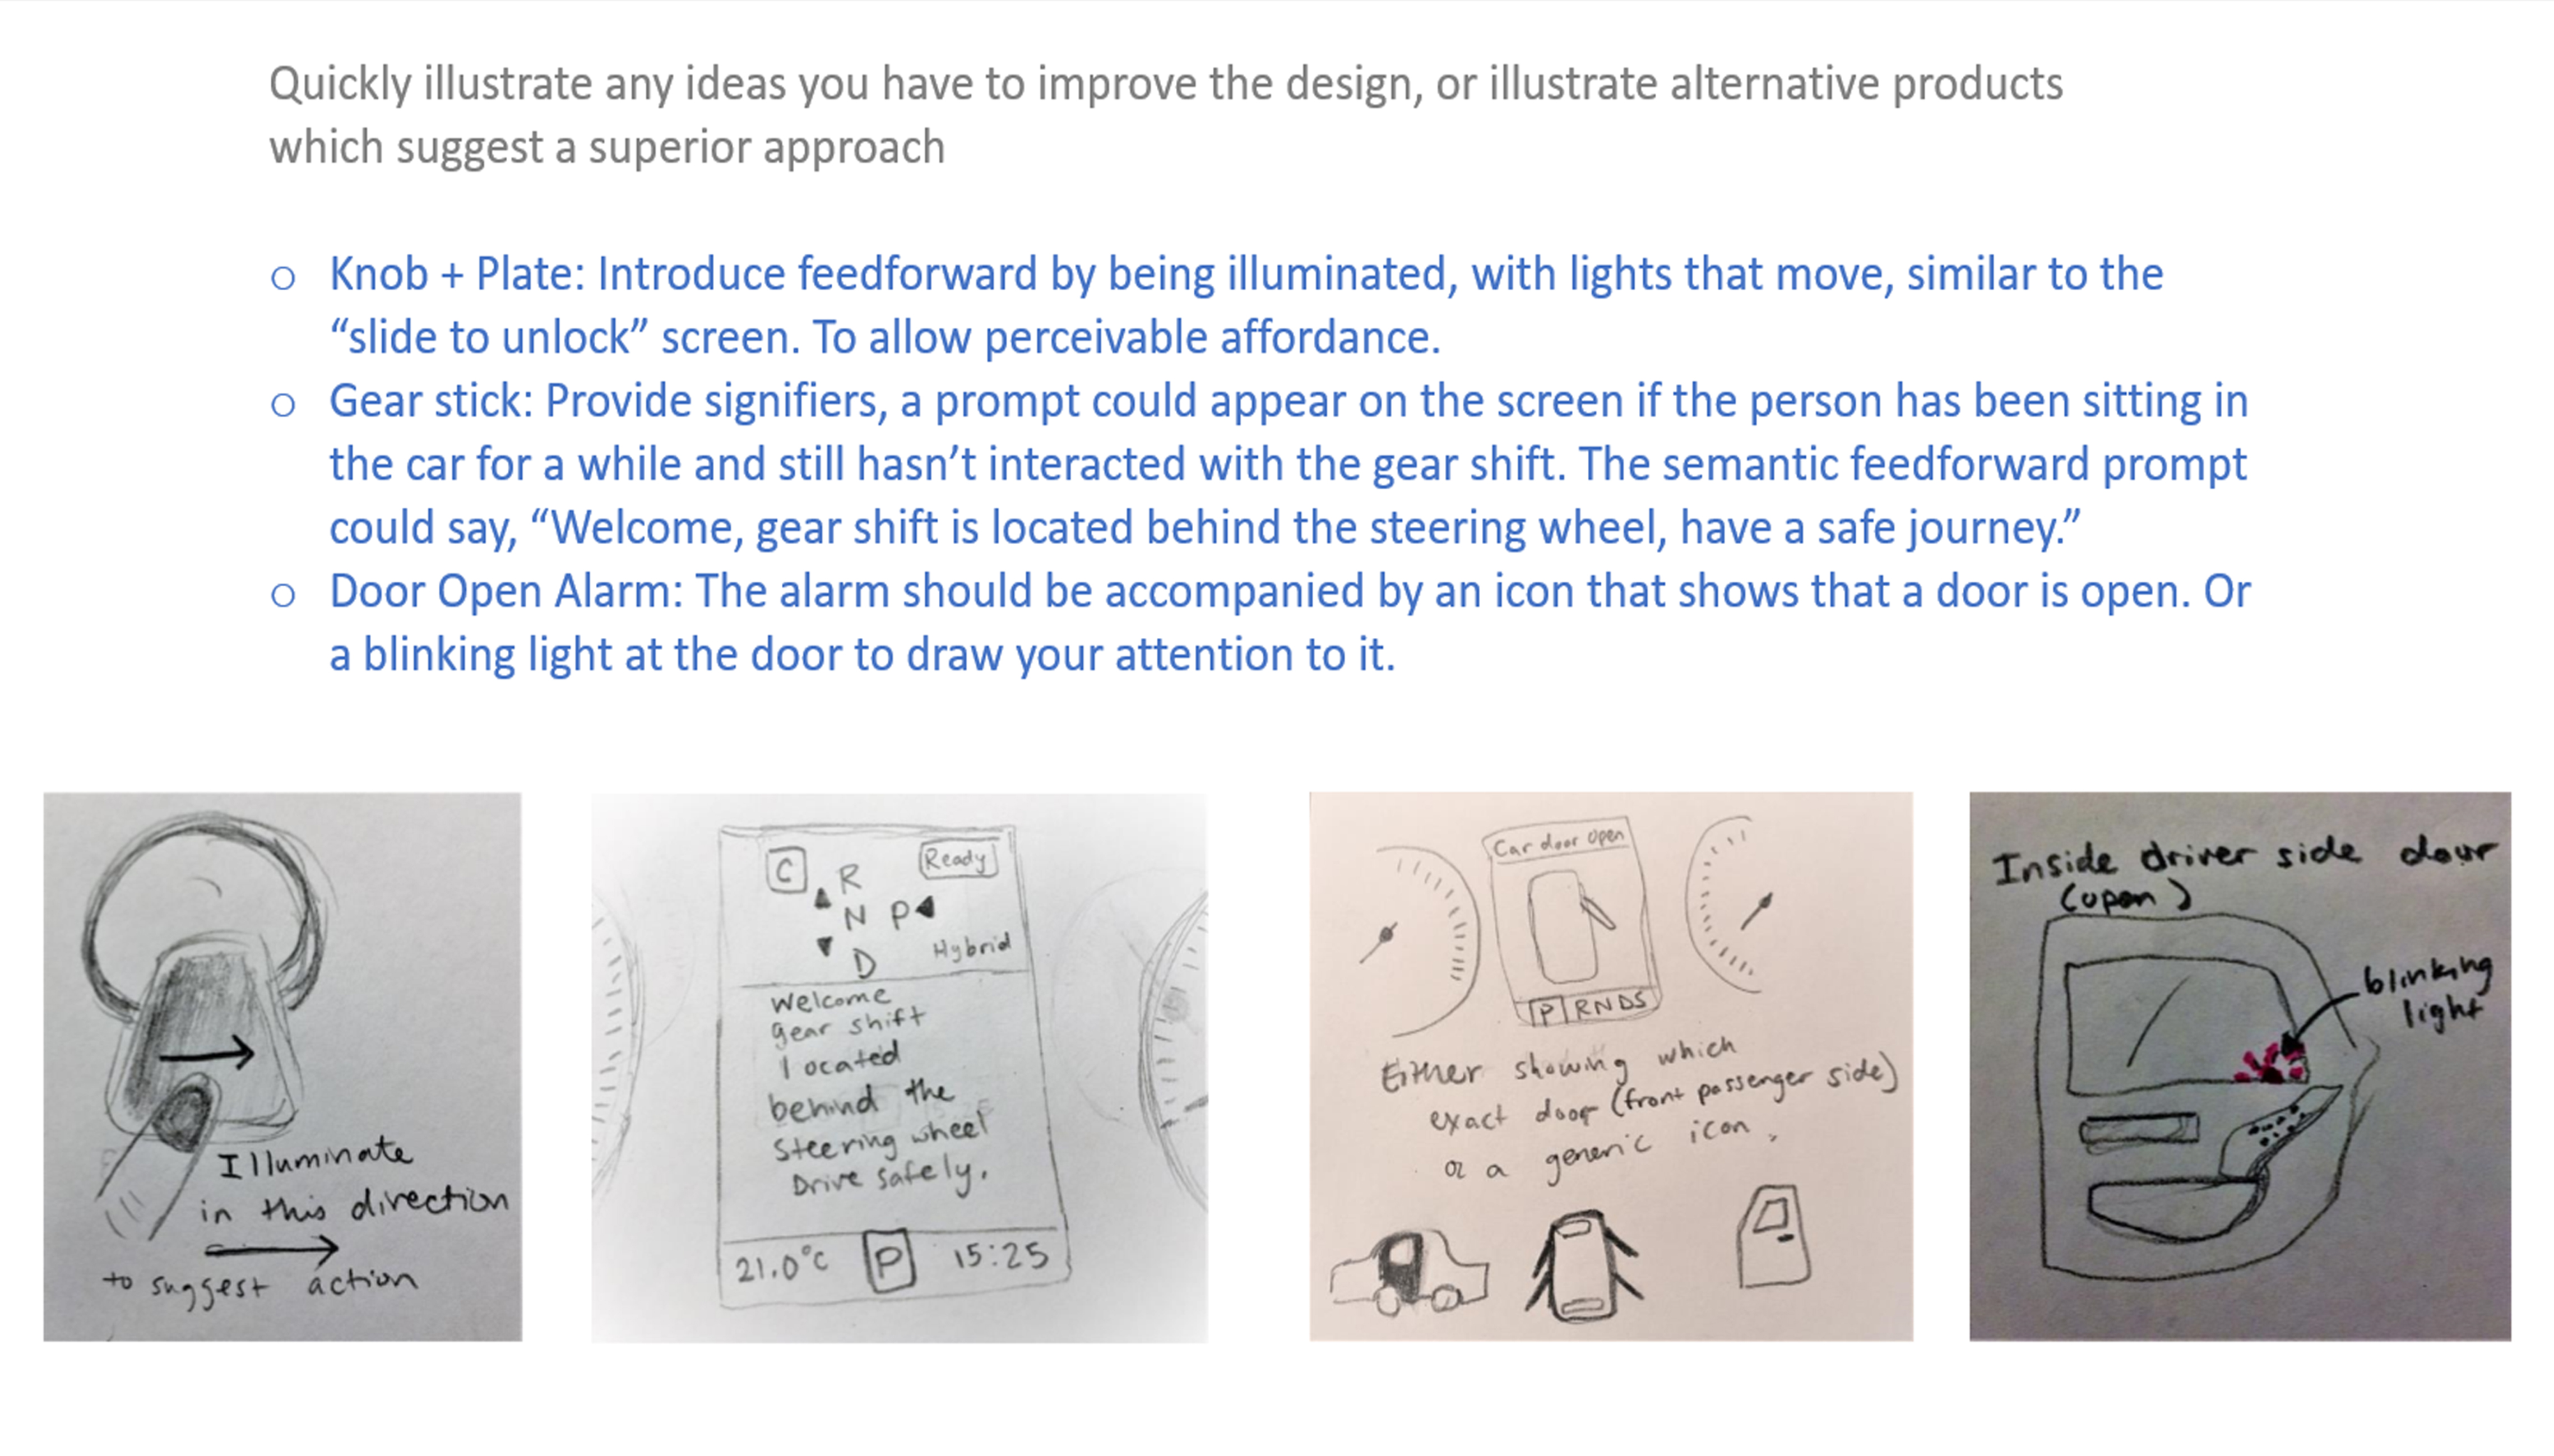 Quickly illustrate any ideas you have to improve the design, or illustrate alternative products
which suggest a superior approach
Knob + Plate: Introduce feedforward by being illuminated, with lights that move, similar to the
“slide to unlock” screen. To allow perceivable affordance.
Gear stick: Provide signifiers, a prompt could appear on the screen if the person has been sitting in
the car for a while and still hasn’t interacted with the gear shift. The semantic feedforward prompt
could say, “Welcome, gear shift is located behind the steering wheel, have a safe journey.”
Door Open Alarm: The alarm should be accompanied by an icon that shows that a door is open. Or
a blinking light at the door to draw your attention to it.
Illuminate
in this direction
to suggest action
C
R
Ready
N P
D
Hybrid
Welcome
gear shift
located
behind the
Steering wheel
Drive safely.
21.0°C P 15:25
Car door open
P RNDS
Either showing which
exact door (front passenger side)
or a generic icon.
Inside driver side door
(open)
blinking
light